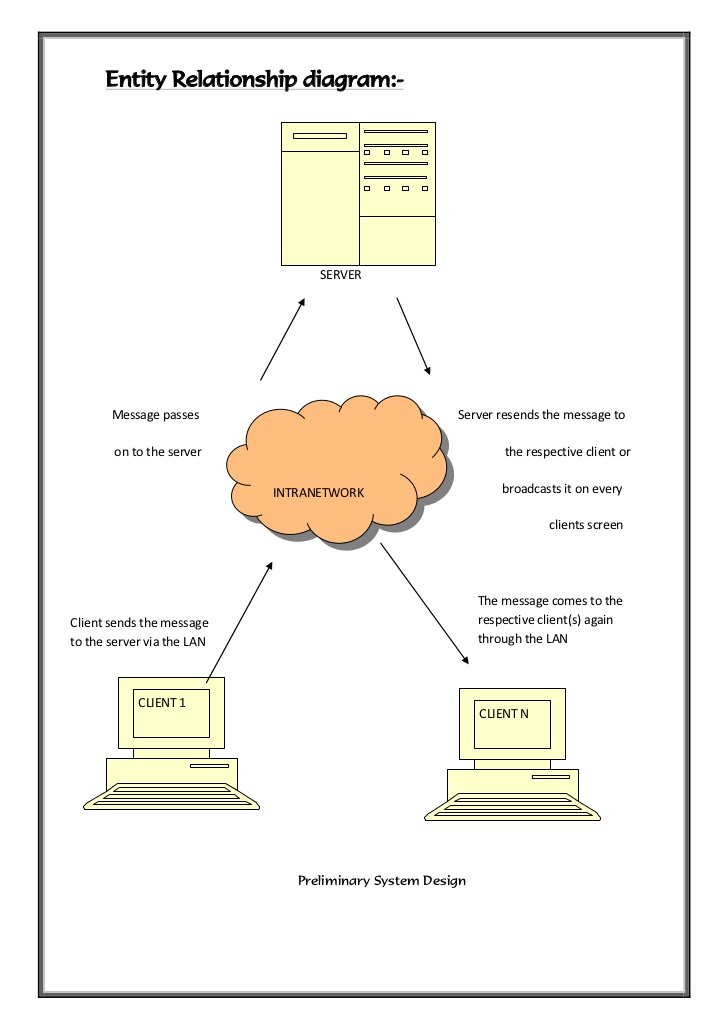 Entity Relationship diagram:-
SERVER
Message passes
on to the server
Server resends the message to
the respective client or
broadcasts it on every
clients screen
INTRANETWORK
Client sends the message
to the server via the LAN
The message comes to the
respective client(s) again
through the LAN
CLIENT 1
CLIENT N
Preliminary System Design